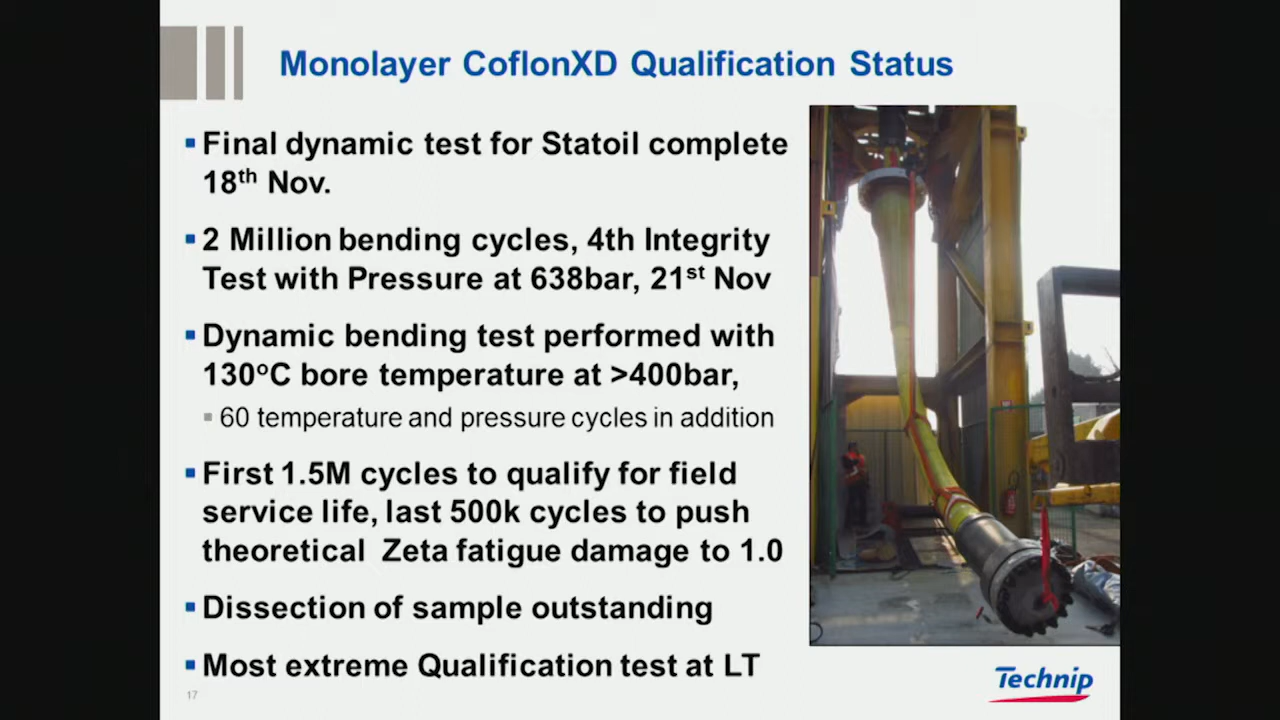 Monolayer CoflonXD Qualification Status
Final dynamic test for Statoil complete
18th Nov.
2 Million bending cycles, 4th Integrity
Test with Pressure at 638bar, 21st Nov
Dynamic bending test performed with
130oC bore temperature at >400bar,
60 temperature and pressure cycles in addition
First 1.5M cycles to qualify for field
service life, last 500k cycles to push
theoretical Zeta fatigue damage to 1.0
Dissection of sample outstanding
Most extreme Qualification test at LT
17
Technip